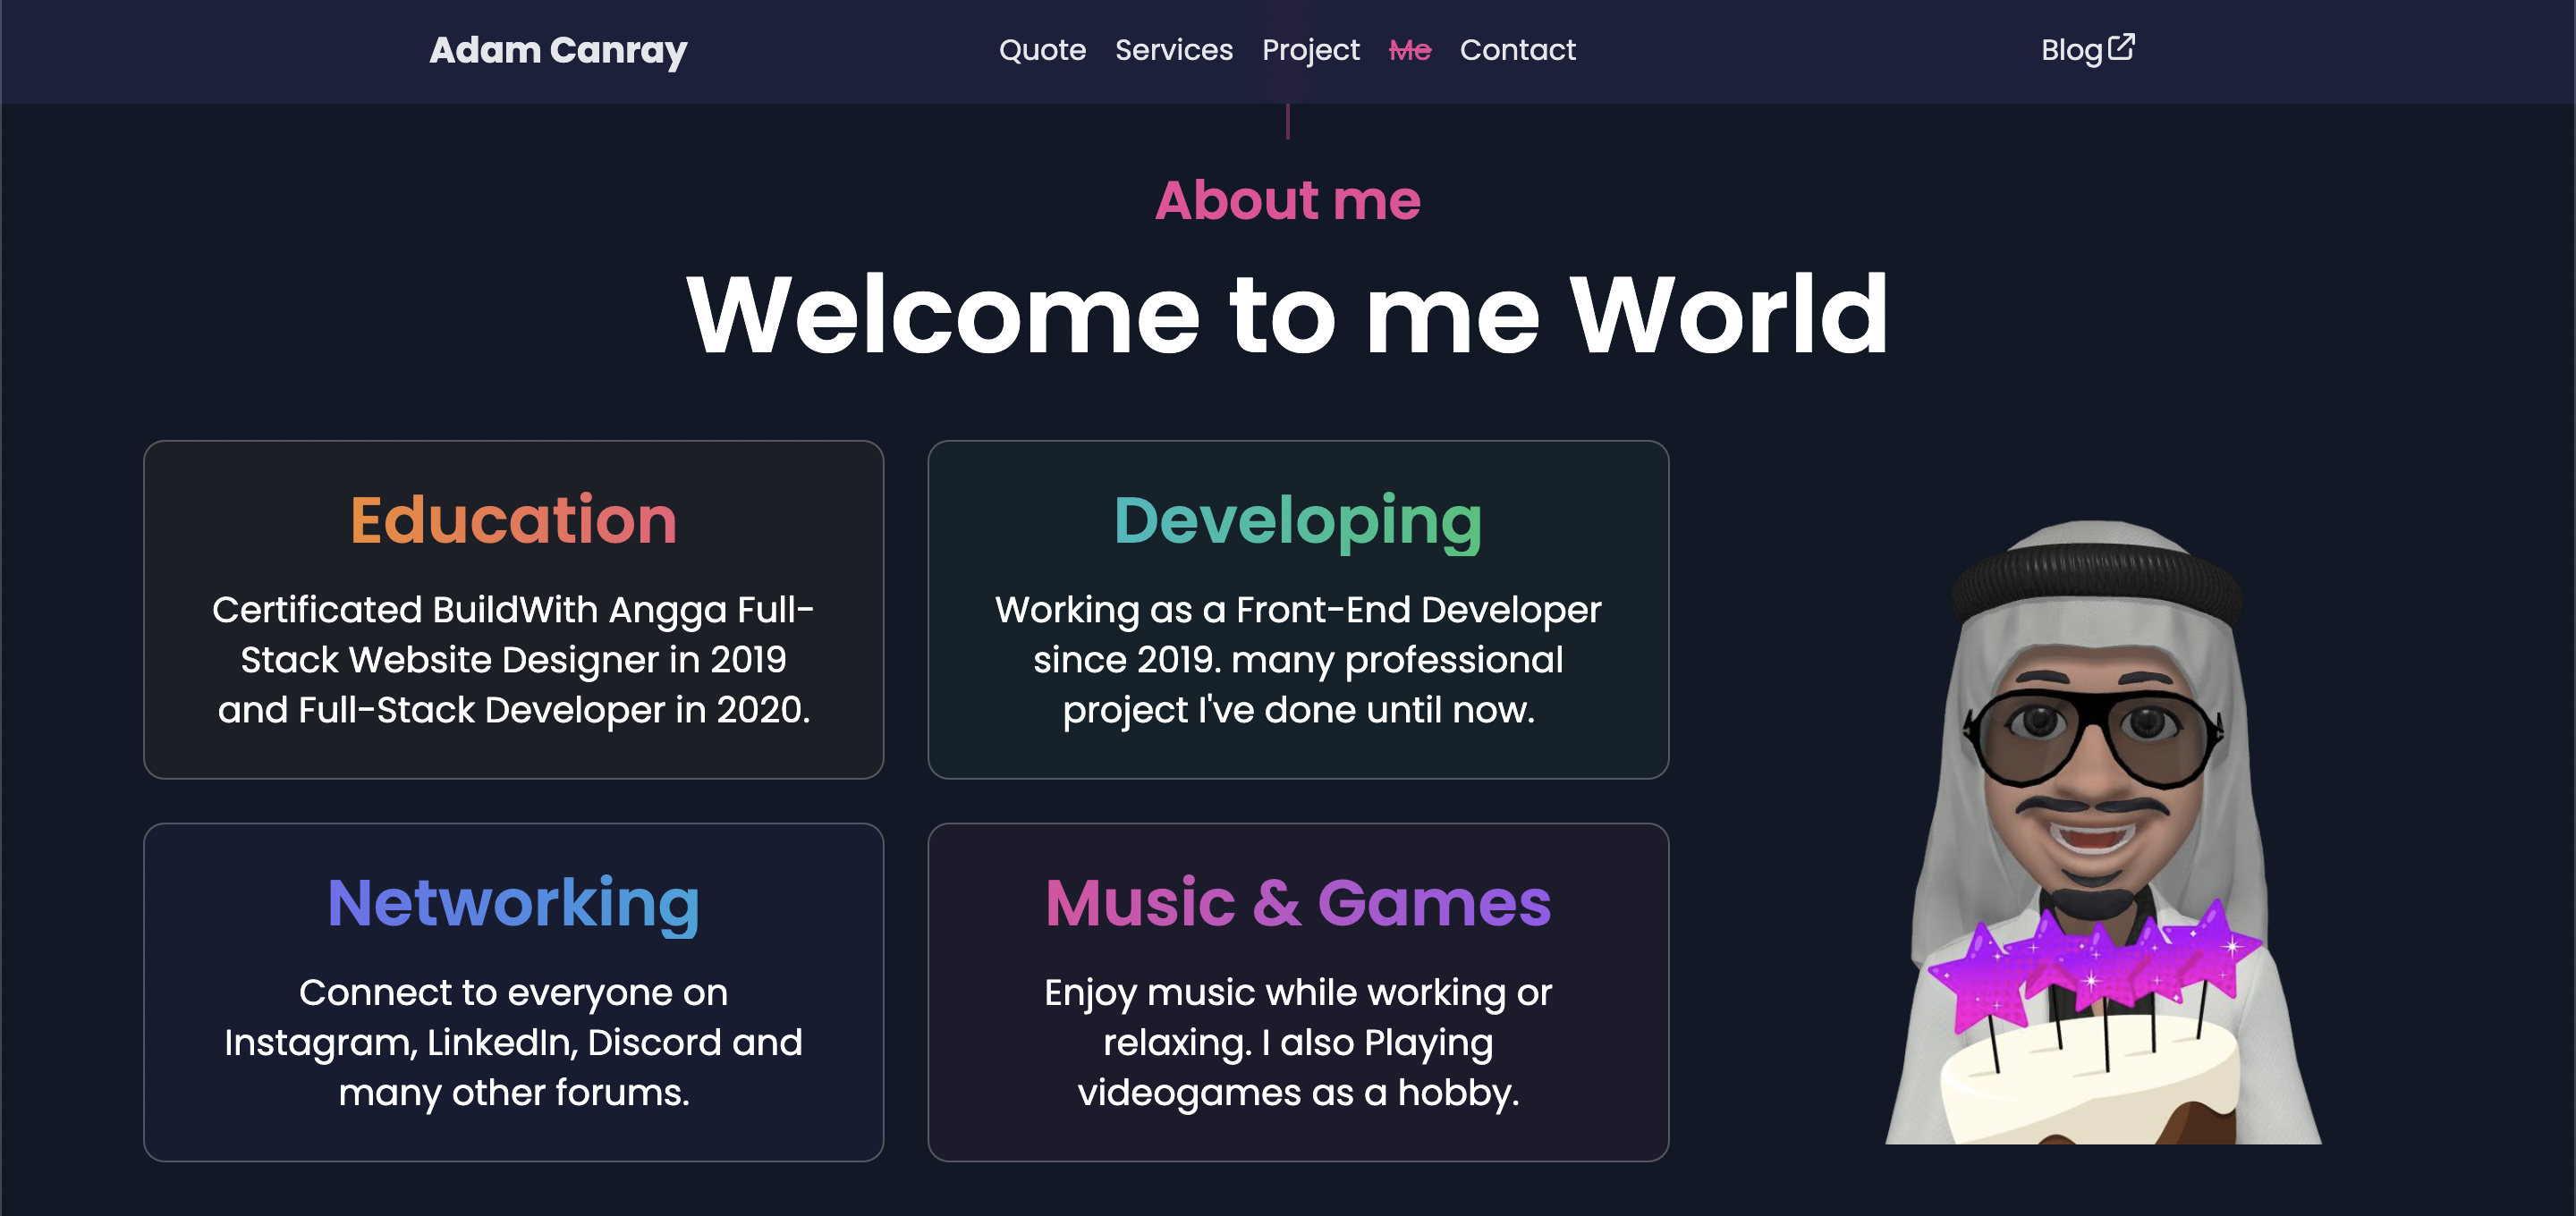 Adam Canray
Quote Services Project Me Contact
Blog
About me
Welcome to me World
Education
Certificated BuildWith Angga Full-
Stack Website Designer in 2019
and Full-Stack Developer in 2020.
Developing
Working as a Front-End Developer
since 2019. many professional
project I've done until now.
Networking
Connect to everyone on
Instagram, LinkedIn, Discord and
many other forums.
Music & Games
Enjoy music while working or
relaxing. I also Playing
videogames as a hobby.